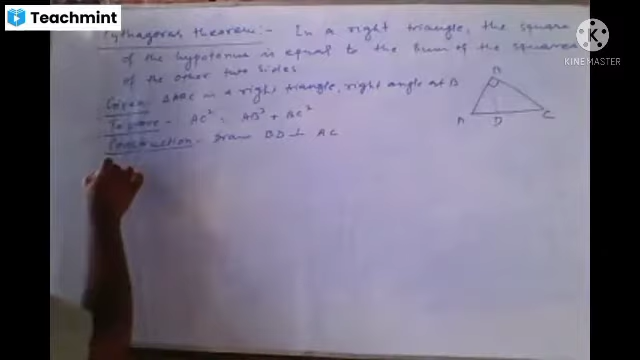 Teachmint
KINEMASTER
Pythagoras theorem:- In a right triangle, the square
of the hypotenus is equal to the sum of the squares
of the other two sides
Given:- ΔABC is a right triangle, right angle at B
To prove - AC² = AB² + BC²
Construction - Draw BD ⊥ AC
B
A D C